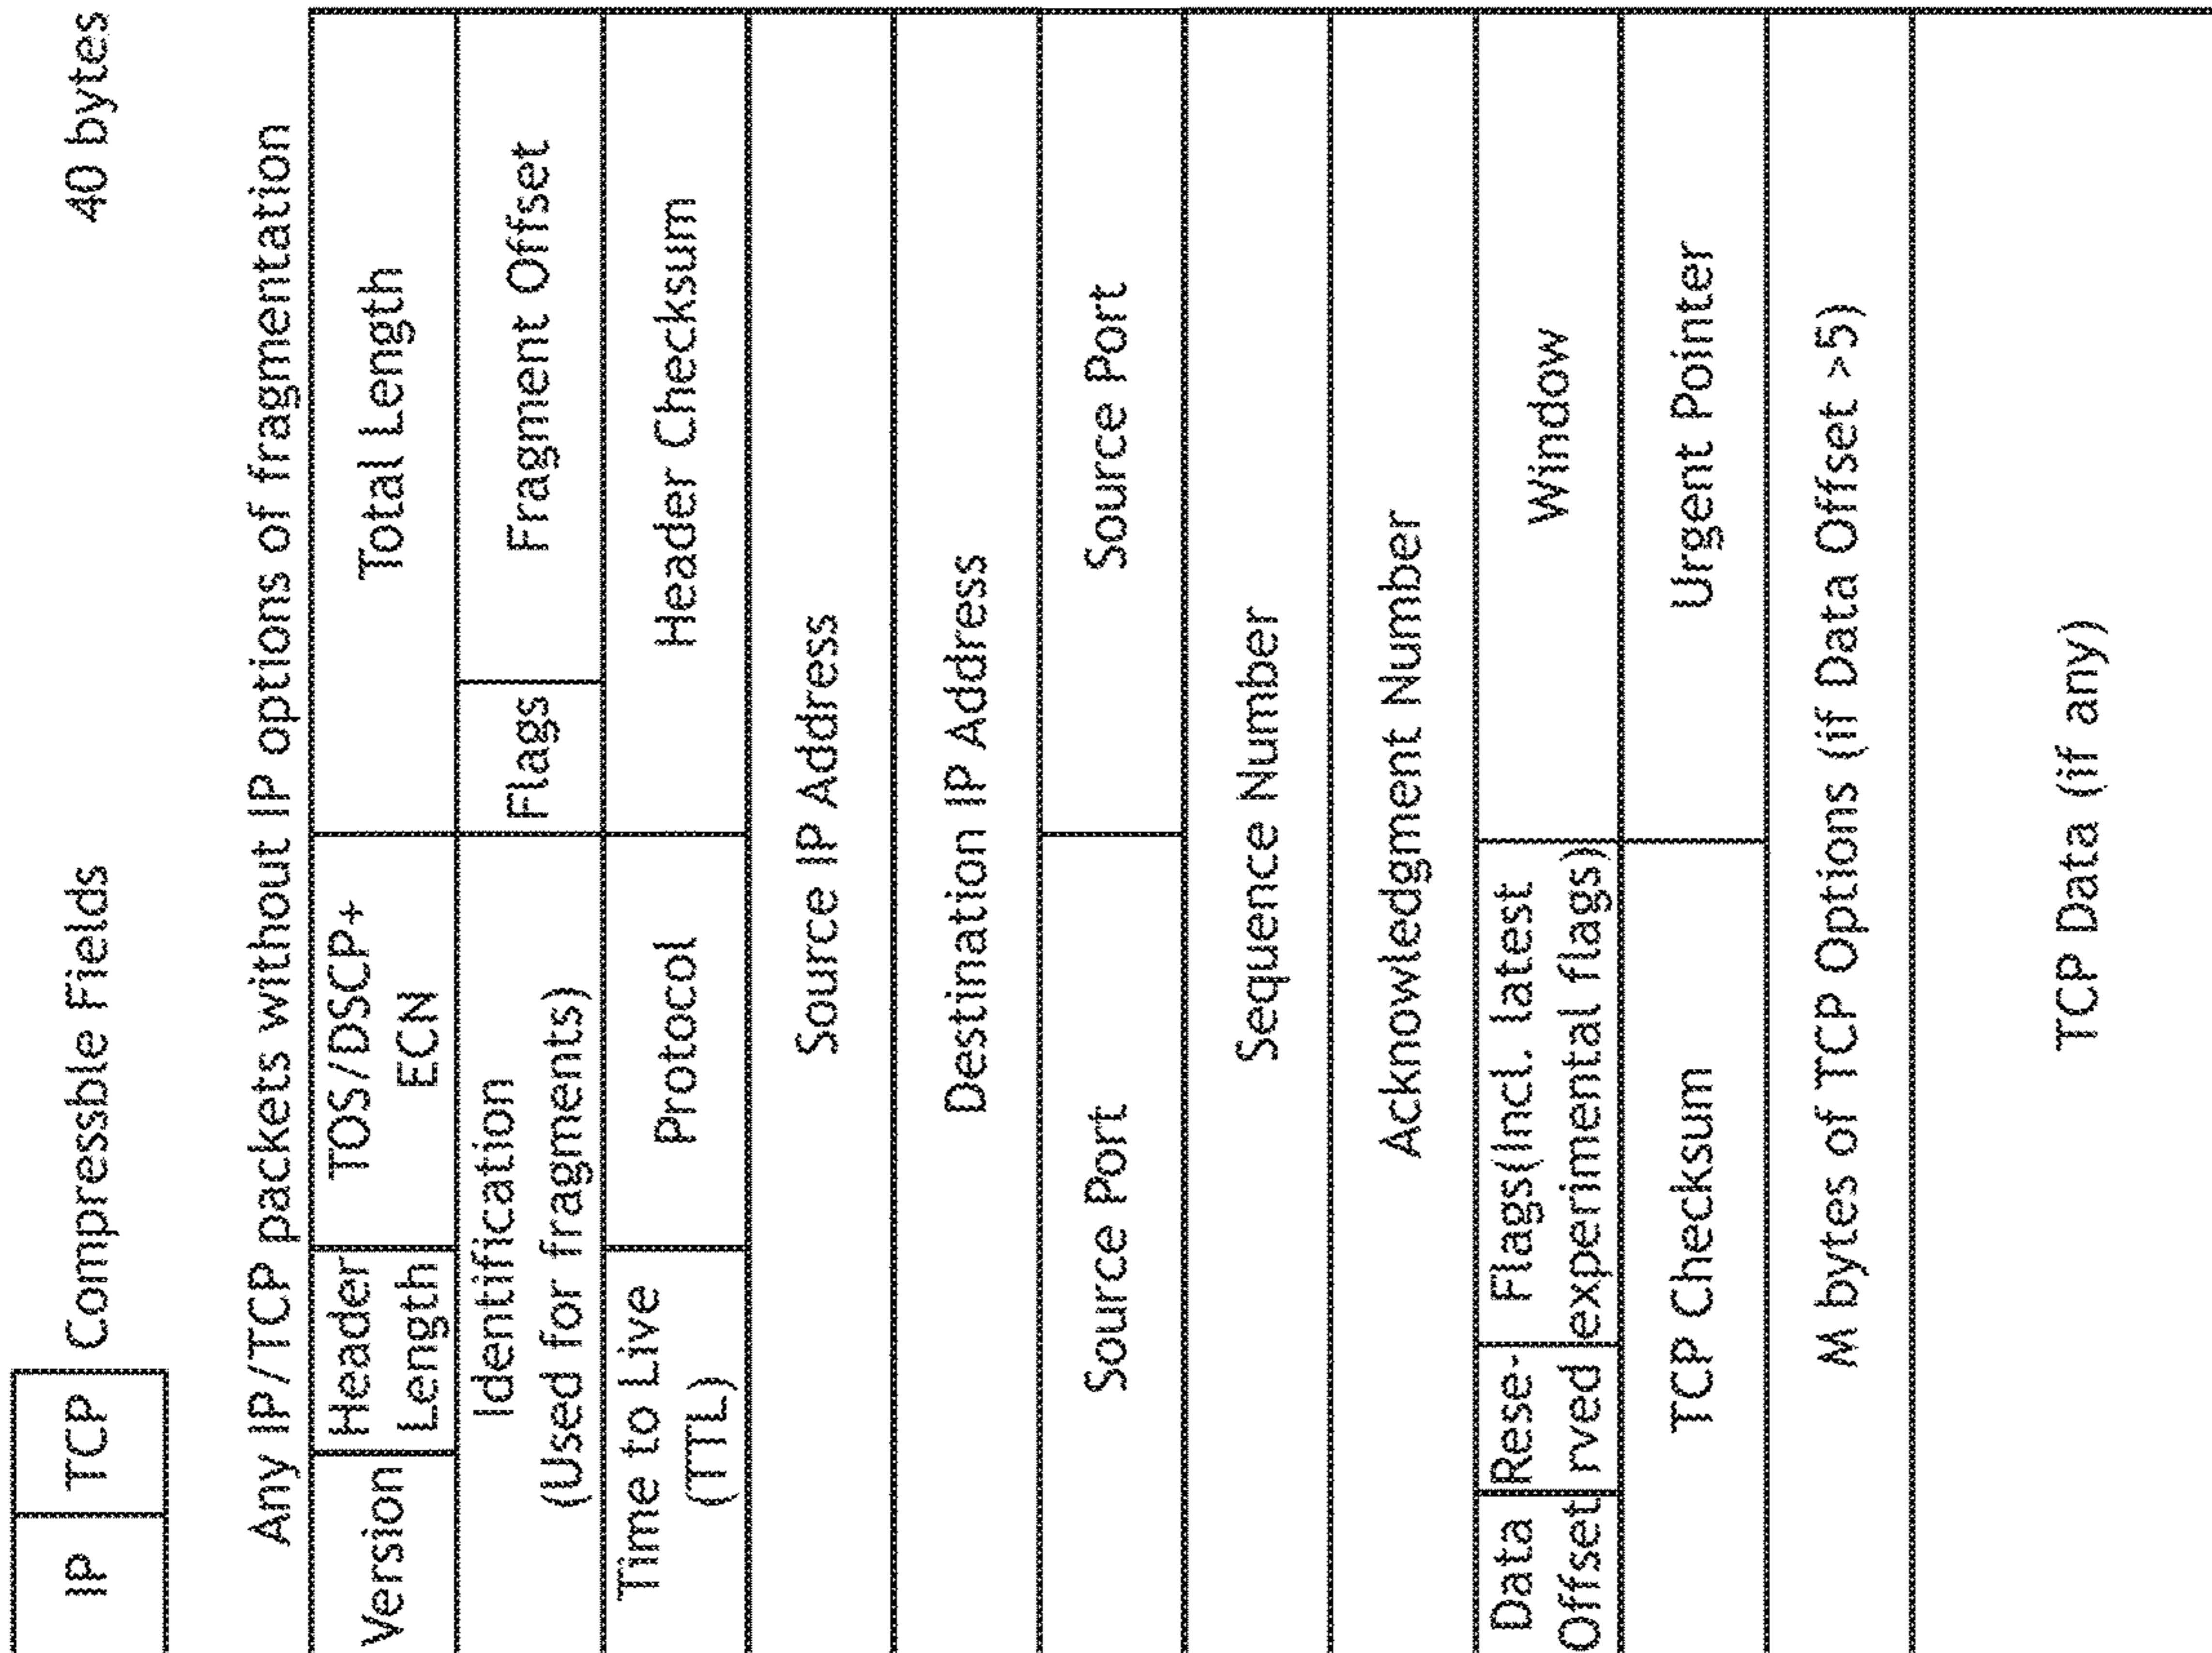 IP TCP Compressble Fields 40 bytes
Any IP/TCP packets without IP options of fragmentation
Version Header Length TOS/DSCP+ ECN Total Length
Identification (Used for fragments) Flags Fragment Offset
Time to Live (TTL) Protocol Header Checksum
Source IP Address
Destination IP Address
Source Port Source Port
Sequence Number
Acknowledgment Number
Data Offset Rese-rved Flags(Incl. latest experimental flags) Window
TCP Checksum Urgent Pointer
M bytes of TCP Options (if Data Offset >5)
TCP Data (if any)